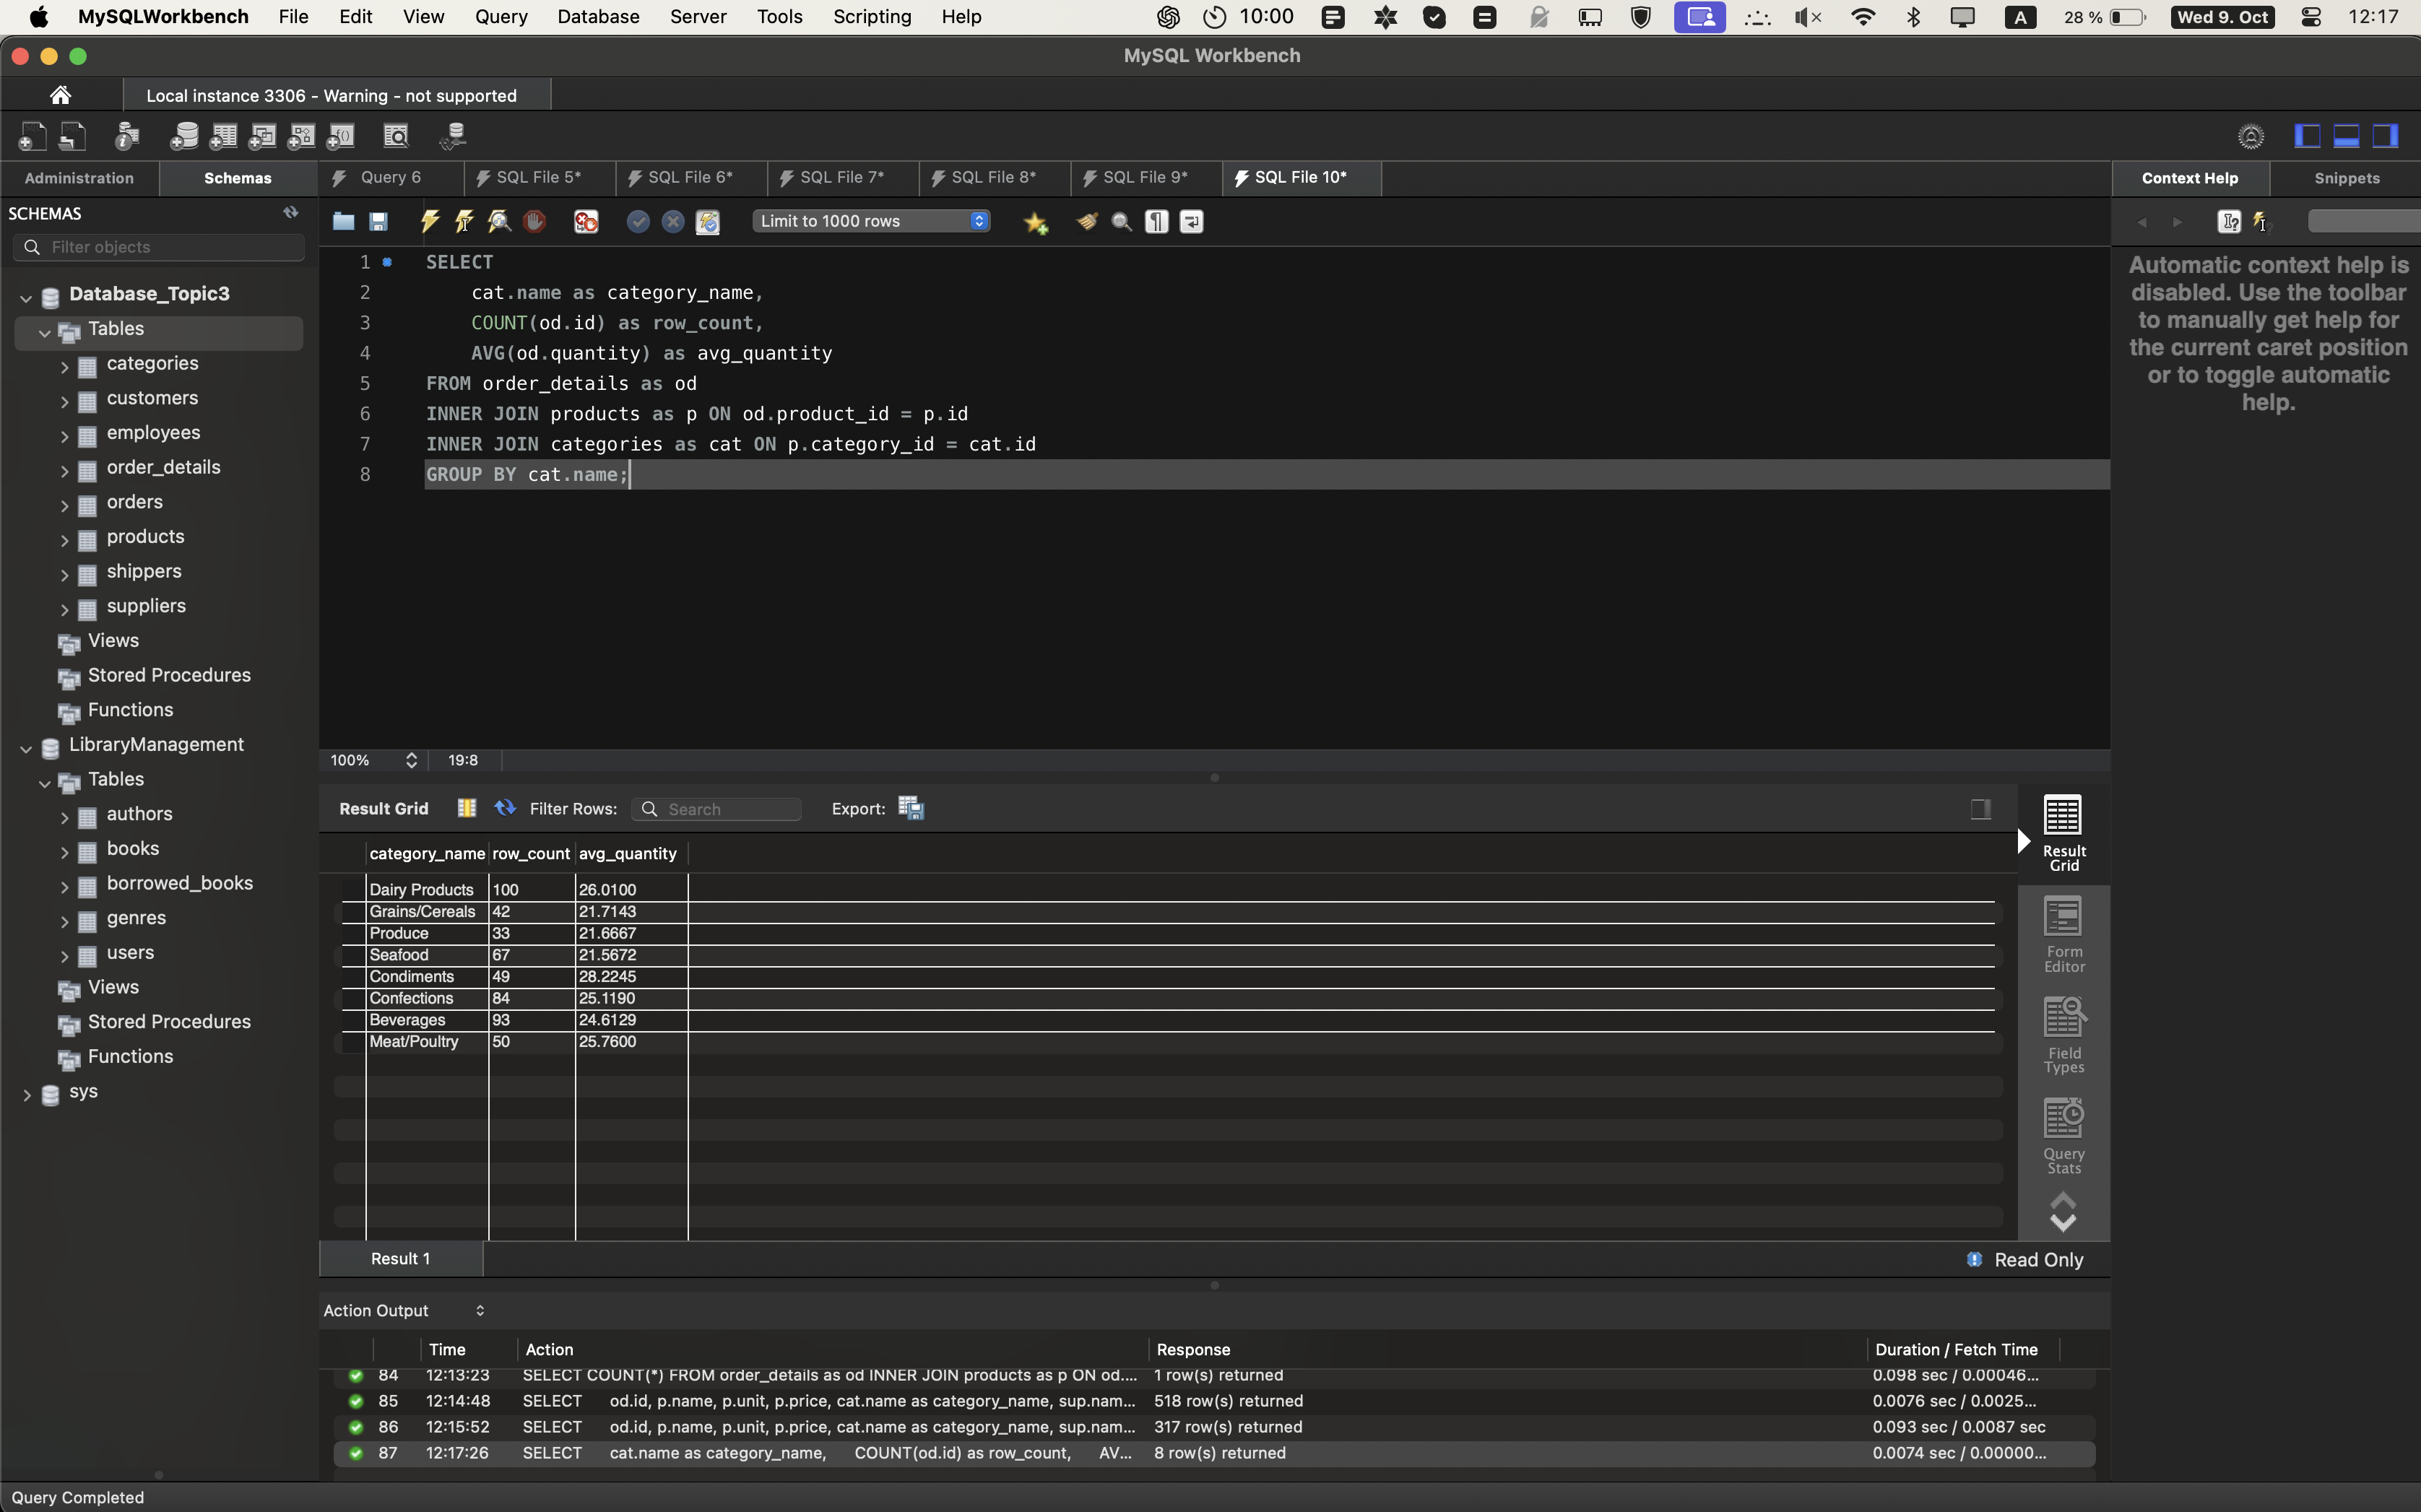 MySQLWorkbench File Edit View Query Database Server Tools Scripting Help 10:00 A 28 % Wed 9. Oct 12:17
MySQL Workbench
Local instance 3306 - Warning - not supported
Administration Schemas Query 6 SQL File 5* SQL File 6* SQL File 7* SQL File 8* SQL File 9* SQL File 10* Context Help Snippets
SCHEMAS
Filter objects
Database_Topic3
Tables
categories
customers
employees
order_details
orders
products
shippers
suppliers
Views
Stored Procedures
Functions
LibraryManagement
Tables
authors
books
borrowed_books
genres
users
Views
Stored Procedures
Functions
sys
Limit to 1000 rows
1 SELECT
2 cat.name as category_name,
3 COUNT(od.id) as row_count,
4 AVG(od.quantity) as avg_quantity
5 FROM order_details as od
6 INNER JOIN products as p ON od.product_id = p.id
7 INNER JOIN categories as cat ON p.category_id = cat.id
8 GROUP BY cat.name;
100% 19:8
Automatic context help is
disabled. Use the toolbar
to manually get help for
the current caret position
or to toggle automatic
help.
Result Grid Filter Rows: Search Export:
category_name row_count avg_quantity
Dairy Products 100 26.0100
Grains/Cereals 42 21.7143
Produce 33 21.6667
Seafood 67 21.5672
Condiments 49 28.2245
Confections 84 25.1190
Beverages 93 24.6129
Meat/Poultry 50 25.7600
Result
Grid
Form
Editor
Field
Types
Query
Stats
Result 1 Read Only
Action Output
Time Action Response Duration / Fetch Time
84 12:13:23 SELECT COUNT(*) FROM order_details as od INNER JOIN products as p ON od.... 1 row(s) returned 0.098 sec / 0.00046...
85 12:14:48 SELECT od.id, p.name, p.unit, p.price, cat.name as category_name, sup.nam... 518 row(s) returned 0.0076 sec / 0.0025...
86 12:15:52 SELECT od.id, p.name, p.unit, p.price, cat.name as category_name, sup.nam... 317 row(s) returned 0.093 sec / 0.0087 sec
87 12:17:26 SELECT cat.name as category_name, COUNT(od.id) as row_count, AV... 8 row(s) returned 0.0074 sec / 0.00000...
Query Completed